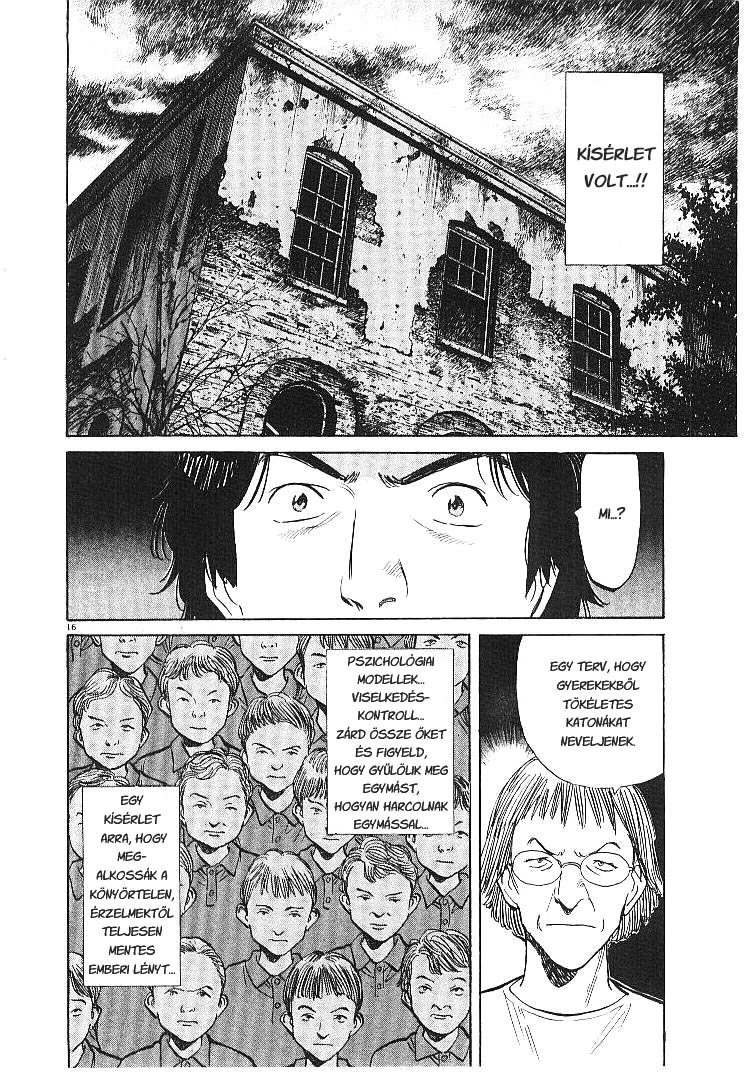 KÍSÉRLET
VOLT...!!
MI...?
16
EGY TERV, HOGY
GYEREKEKBŐL
TÖKÉLETES
KATONÁKAT
NEVELJENEK.
PSZICHOLÓGIAI
MODELLEK...
VISELKEDÉS-
KONTROLL...
ZÁRD ÖSSZE ŐKET
ÉS FIGYELD,
HOGY GYŰLÖLIK MEG
EGYMÁST,
HOGYAN HARCOLNAK
EGYMÁSSAL...
EGY
KÍSÉRLET
ARRA, HOGY
MEG-
ALKOSSÁK A
KÖNYÖRTELEN,
ÉRZELMEKTŐL
TELJESEN
MENTES
EMBERI LÉNYT...